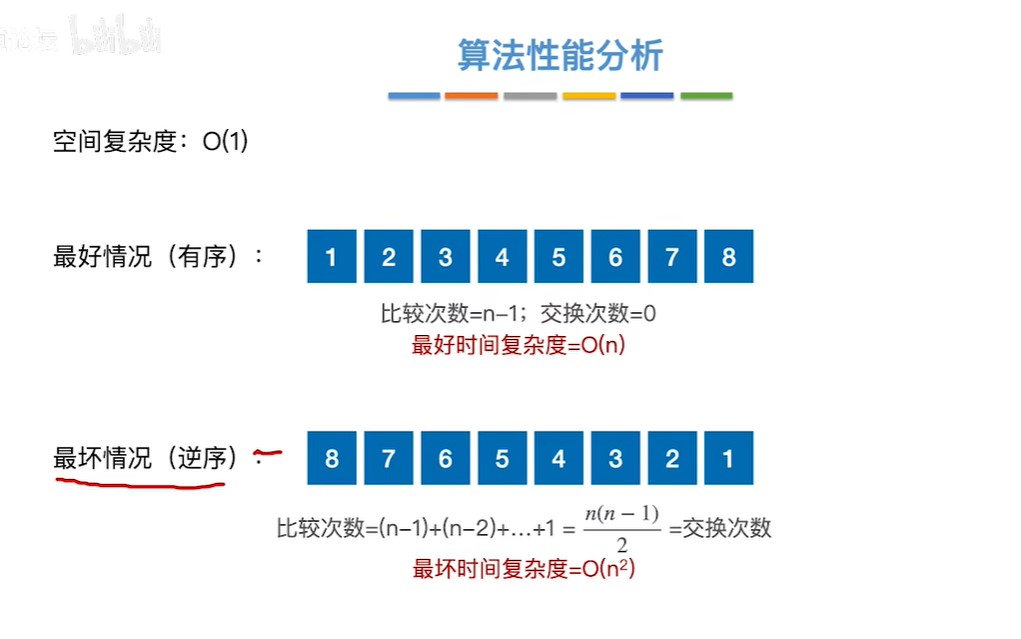 bilibili
算法性能分析
空间复杂度：O(1)
最好情况（有序）：
1 2 3 4 5 6 7 8
比较次数=n–1；交换次数=0
最好时间复杂度=O(n)
最坏情况（逆序）：
8 7 6 5 4 3 2 1
比较次数=(n–1)+(n–2)+…+1 = n(n − 1)/2 =交换次数
最坏时间复杂度=O(n²)